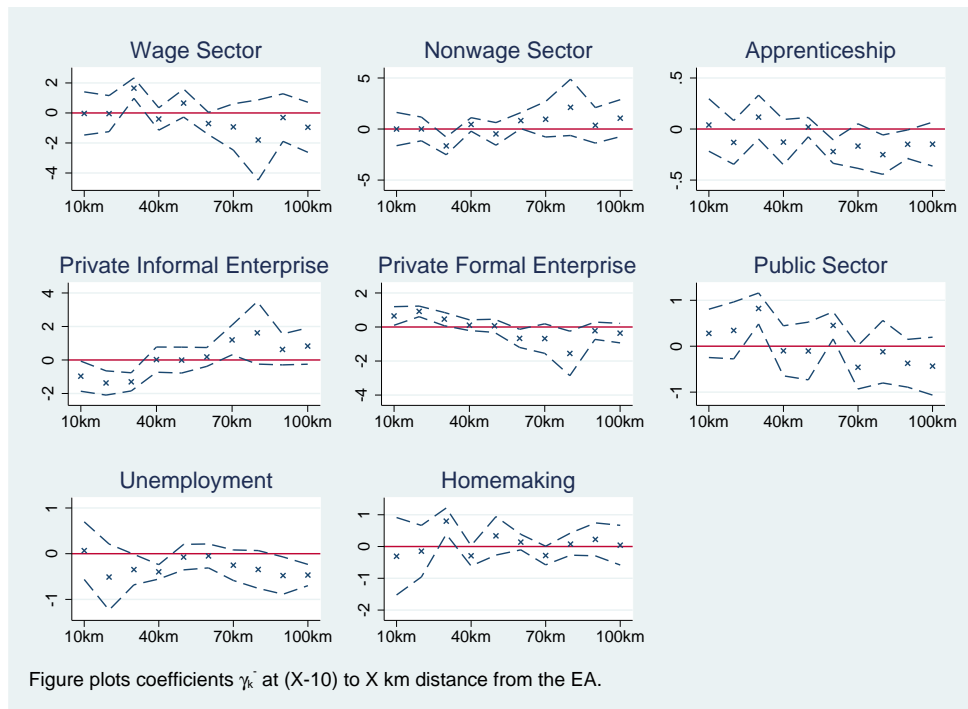 Wage Sector
2
0
-2
-4
10km 40km 70km 100km
Nonwage Sector
5
0
-5
10km 40km 70km 100km
Apprenticeship
.5
0
-.5
10km 40km 70km 100km
Private Informal Enterprise
4
2
0
-2
10km 40km 70km 100km
Private Formal Enterprise
2
0
-2
-4
10km 40km 70km 100km
Public Sector
1
0
-1
10km 40km 70km 100km
Unemployment
1
0
-1
10km 40km 70km 100km
Homemaking
1
0
-1
-2
10km 40km 70km 100km
Figure plots coefficients γₖ⁻ at (X-10) to X km distance from the EA.